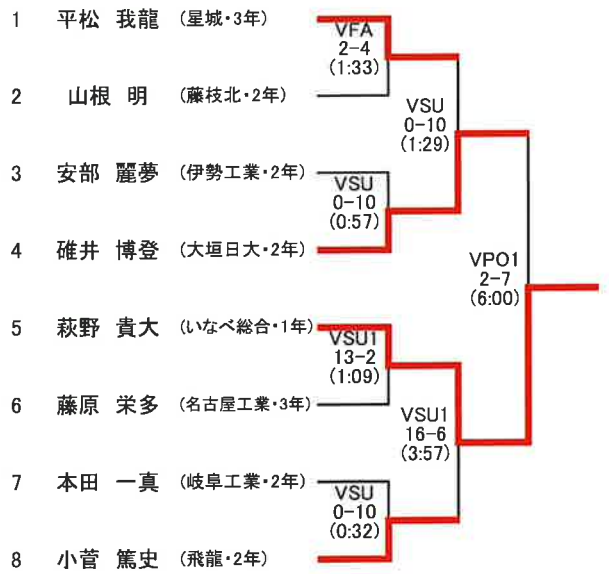 1 平松 我龍 (星城・3年)
VFA
2-4
(1:33)
2 山根 明 (藤枝北・2年)
VSU
0-10
(1:29)
3 安部 麗夢 (伊勢工業・2年)
VSU
0-10
(0:57)
4 碓井 博登 (大垣日大・2年)
VPO1
2-7
(6:00)
5 萩野 貴大 (いなべ総合・1年)
VSU1
13-2
(1:09)
6 藤原 栄多 (名古屋工業・3年)
VSU1
16-6
(3:57)
7 本田 一真 (岐阜工業・2年)
VSU
0-10
(0:32)
8 小菅 篤史 (飛龍・2年)